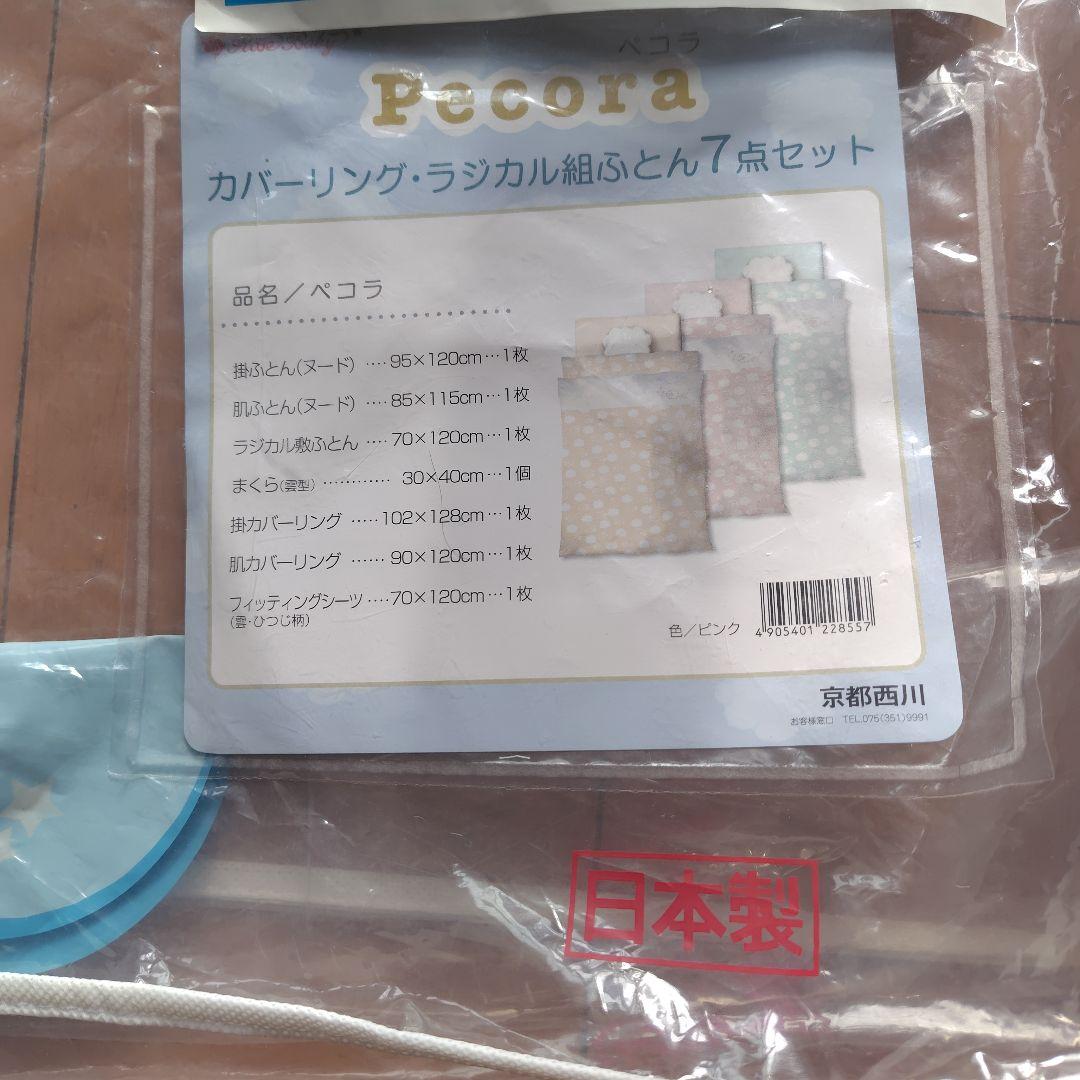 ペコラ
Pecora
カバーリング・ラジカル組ふとん7点セット
品名／ペコラ
掛ふとん(ヌード) ‥‥95×120cm…1枚
肌ふとん(ヌード) ‥‥85×115cm…1枚
ラジカル敷ふとん ‥‥70×120cm…1枚
まくら(雲型) ………… 30×40cm…1個
掛カバーリング ……102×128cm…1枚
肌カバーリング …… 90×120cm…1枚
フィッティングシーツ ‥‥70×120cm…1枚
(雲・ひつじ柄)
色／ピンク
4 905401 228557
京都西川
お客様窓口 TEL.075(351)9991
日本製